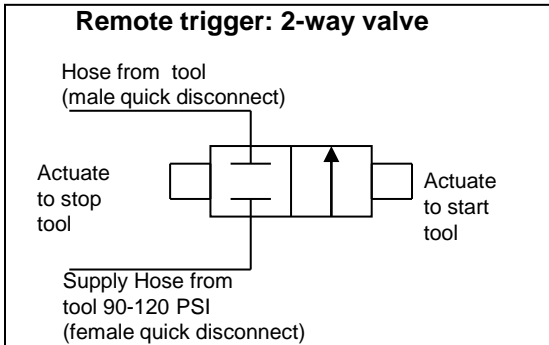 Remote trigger: 2-way valve
Hose from tool
(male quick disconnect)
Actuate
to stop
tool
Actuate
to start
tool
Supply Hose from
tool 90-120 PSI
(female quick disconnect)